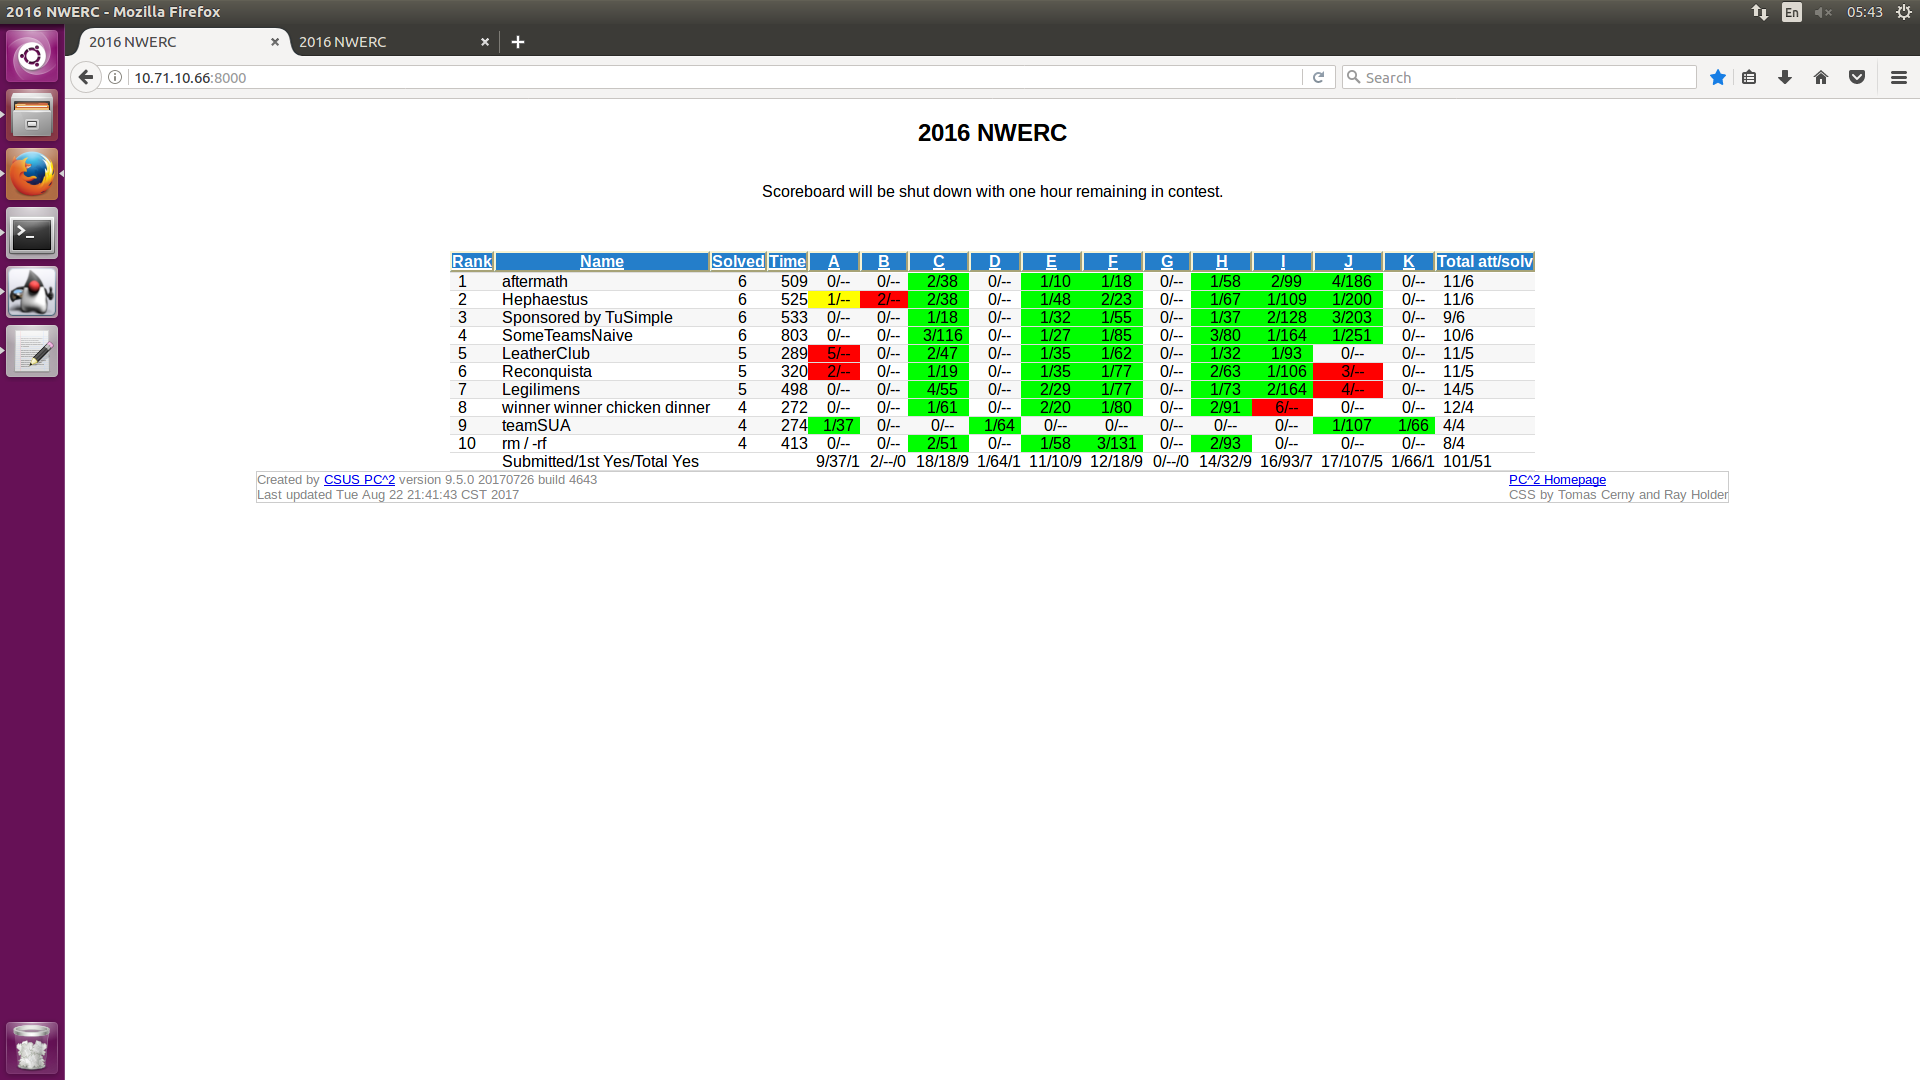 2016 NWERC - Mozilla Firefox
En
05:43
2016 NWERC
2016 NWERC
10.71.10.66:8000
Search
2016 NWERC
Scoreboard will be shut down with one hour remaining in contest.
Rank Name Solved Time A B C D E F G H I J K Total att/solv
1 aftermath 6 509 0/-- 0/-- 2/38 0/-- 1/10 1/18 0/-- 1/58 2/99 4/186 0/-- 11/6
2 Hephaestus 6 525 1/-- 2/-- 2/38 0/-- 1/48 2/23 0/-- 1/67 1/109 1/200 0/-- 11/6
3 Sponsored by TuSimple 6 533 0/-- 0/-- 1/18 0/-- 1/32 1/55 0/-- 1/37 2/128 3/203 0/-- 9/6
4 SomeTeamsNaive 6 803 0/-- 0/-- 3/116 0/-- 1/27 1/85 0/-- 3/80 1/164 1/251 0/-- 10/6
5 LeatherClub 5 289 5/-- 0/-- 2/47 0/-- 1/35 1/62 0/-- 1/32 1/93 0/-- 0/-- 11/5
6 Reconquista 5 320 2/-- 0/-- 1/19 0/-- 1/35 1/77 0/-- 2/63 1/106 3/-- 0/-- 11/5
7 Legilimens 5 498 0/-- 0/-- 4/55 0/-- 2/29 1/77 0/-- 1/73 2/164 4/-- 0/-- 14/5
8 winner winner chicken dinner 4 272 0/-- 0/-- 1/61 0/-- 2/20 1/80 0/-- 2/91 6/-- 0/-- 0/-- 12/4
9 teamSUA 4 274 1/37 0/-- 0/-- 1/64 0/-- 0/-- 0/-- 0/-- 0/-- 1/107 1/66 4/4
10 rm / -rf 4 413 0/-- 0/-- 2/51 0/-- 1/58 3/131 0/-- 2/93 0/-- 0/-- 0/-- 8/4
Submitted/1st Yes/Total Yes 9/37/1 2/--/0 18/18/9 1/64/1 11/10/9 12/18/9 0/--/0 14/32/9 16/93/7 17/107/5 1/66/1 101/51
Created by CSUS PC^2 version 9.5.0 20170726 build 4643
Last updated Tue Aug 22 21:41:43 CST 2017
PC^2 Homepage
CSS by Tomas Cerny and Ray Holder